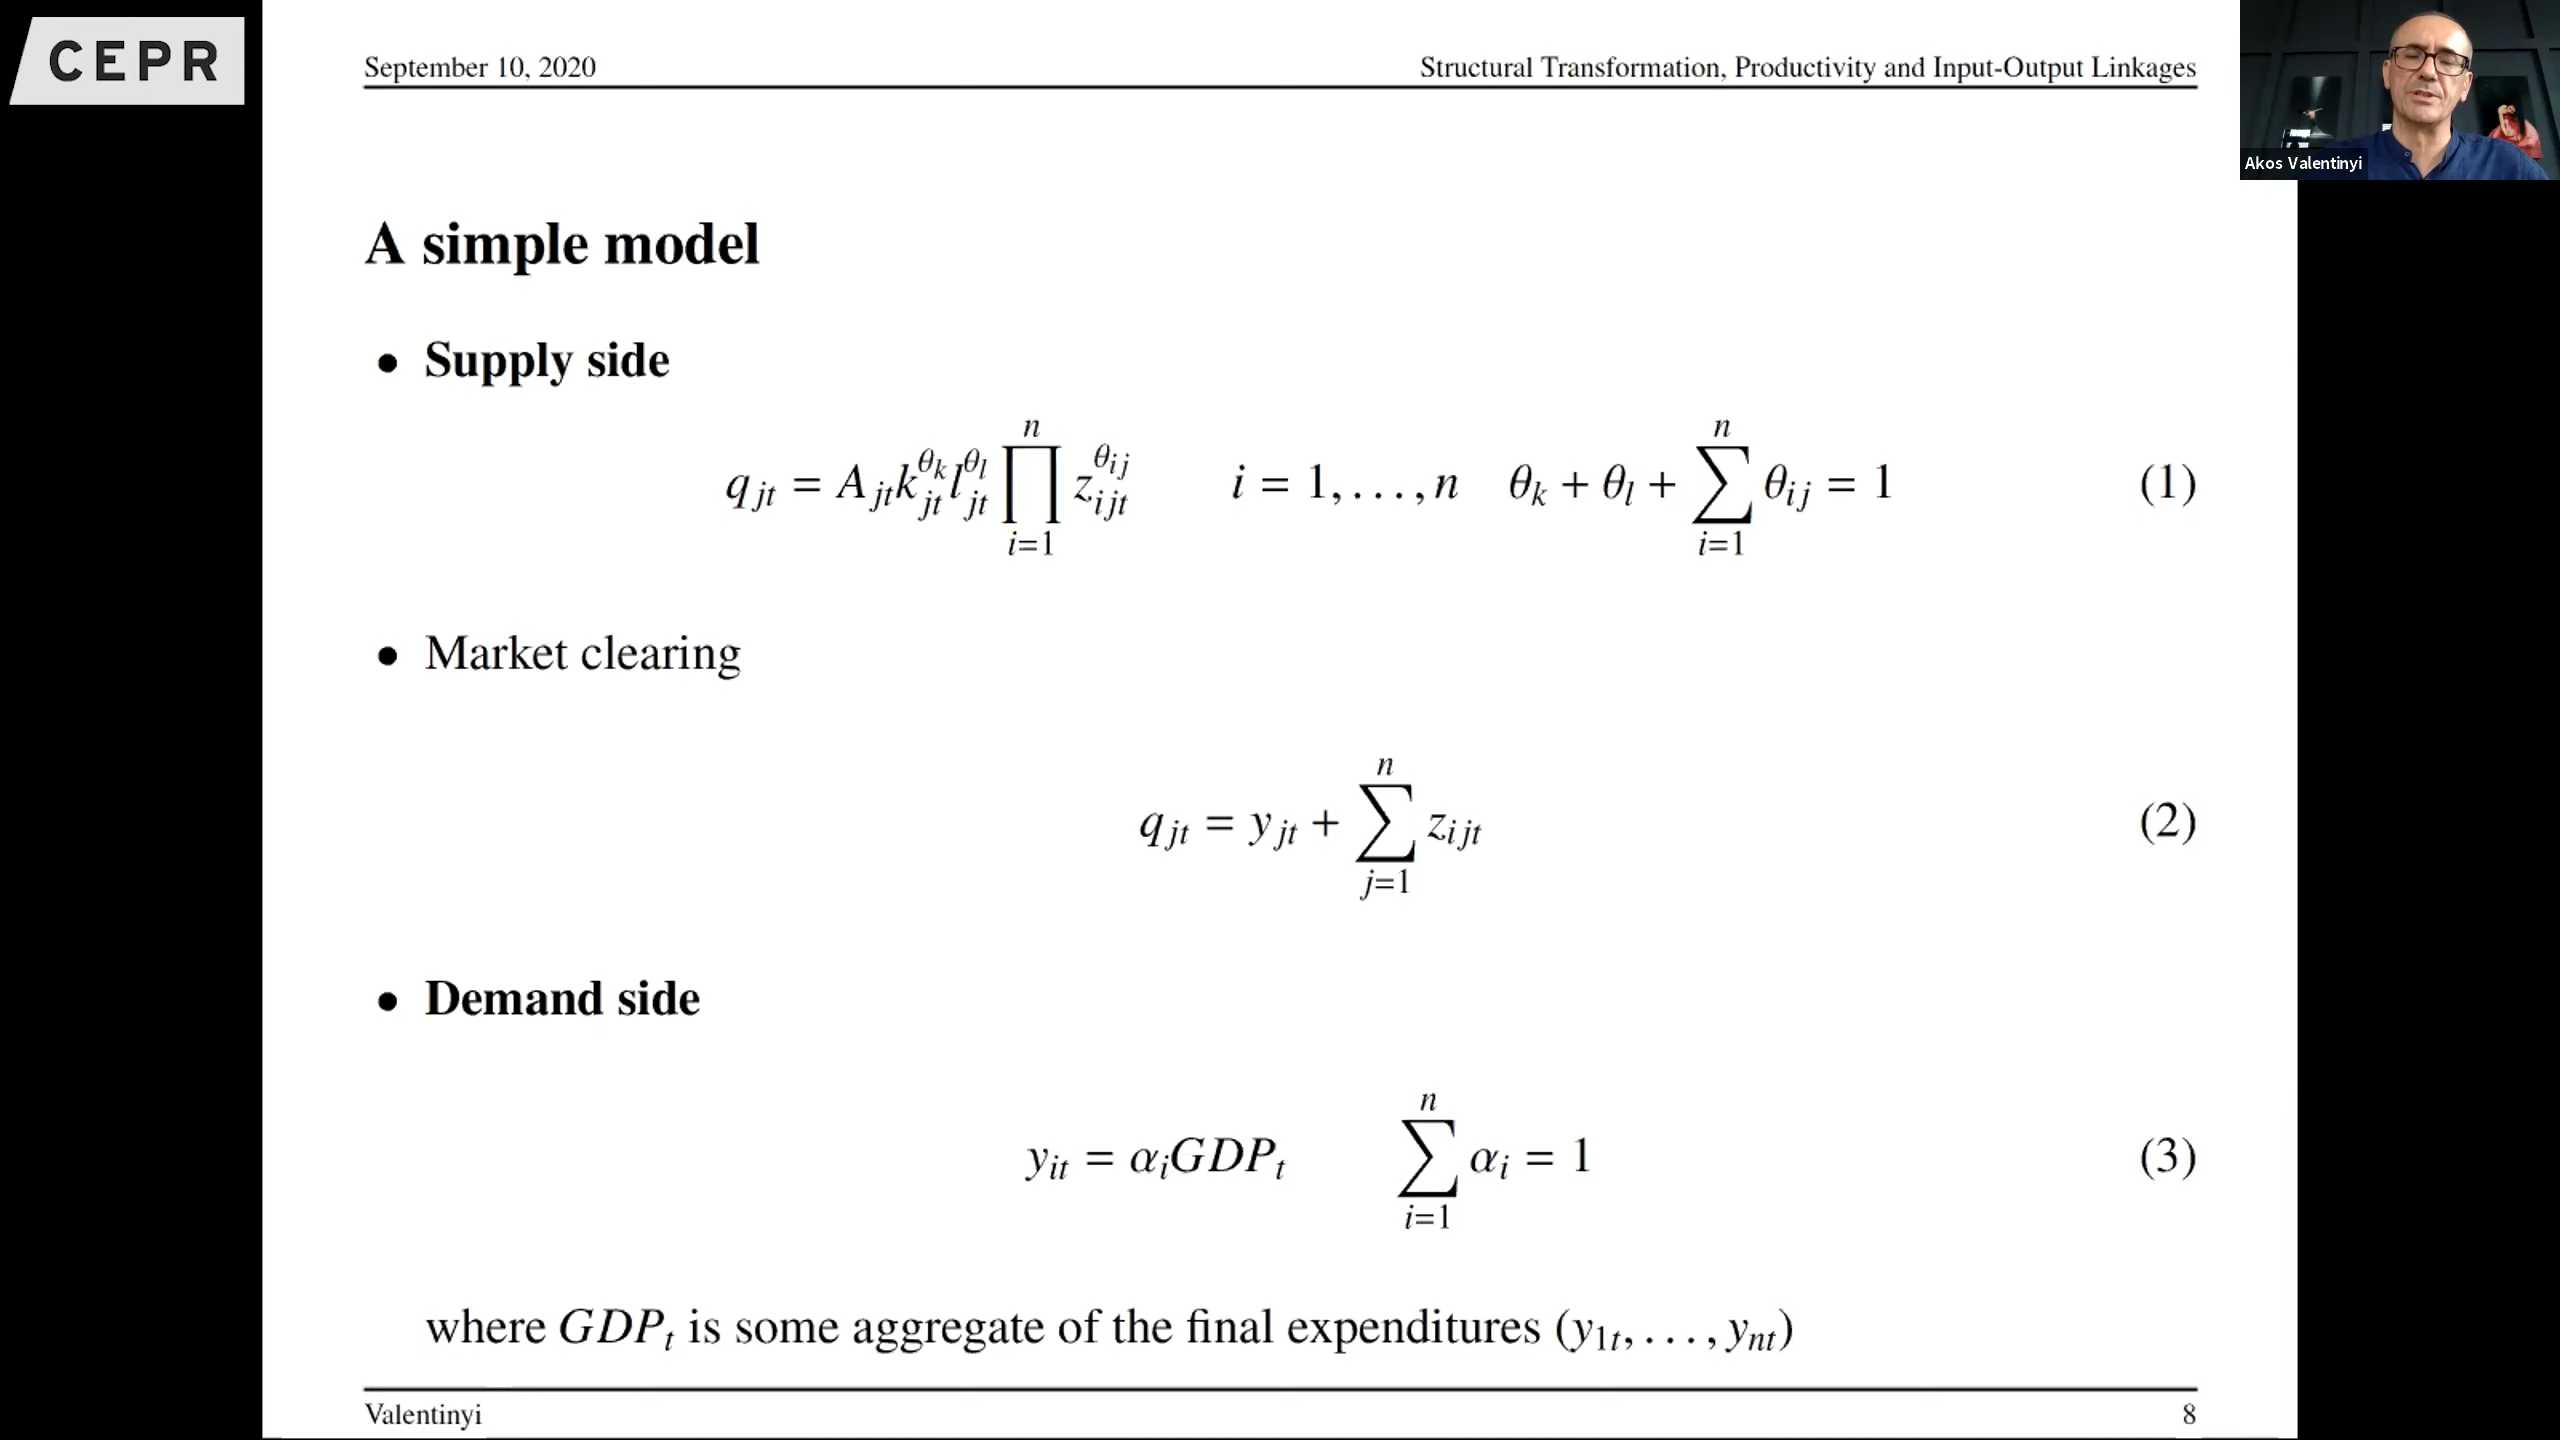 CEPR
September 10, 2020 Structural Transformation, Productivity and Input-Output Linkages
Akos Valentinyi
A simple model
• Supply side
q_{jt} = A_{jt} k_{jt}^{θ_k} l_{jt}^{θ_l} ∏_{i=1}^{n} z_{ijt}^{θ_{ij}} i = 1, . . . , n θ_k + θ_l + ∑_{i=1}^{n} θ_{ij} = 1 (1)
• Market clearing
q_{jt} = y_{jt} + ∑_{j=1}^{n} z_{ijt} (2)
• Demand side
y_{it} = α_i GDP_t ∑_{i=1}^{n} α_i = 1 (3)
where GDP_t is some aggregate of the final expenditures (y_{1t}, . . . , y_{nt})
Valentinyi 8